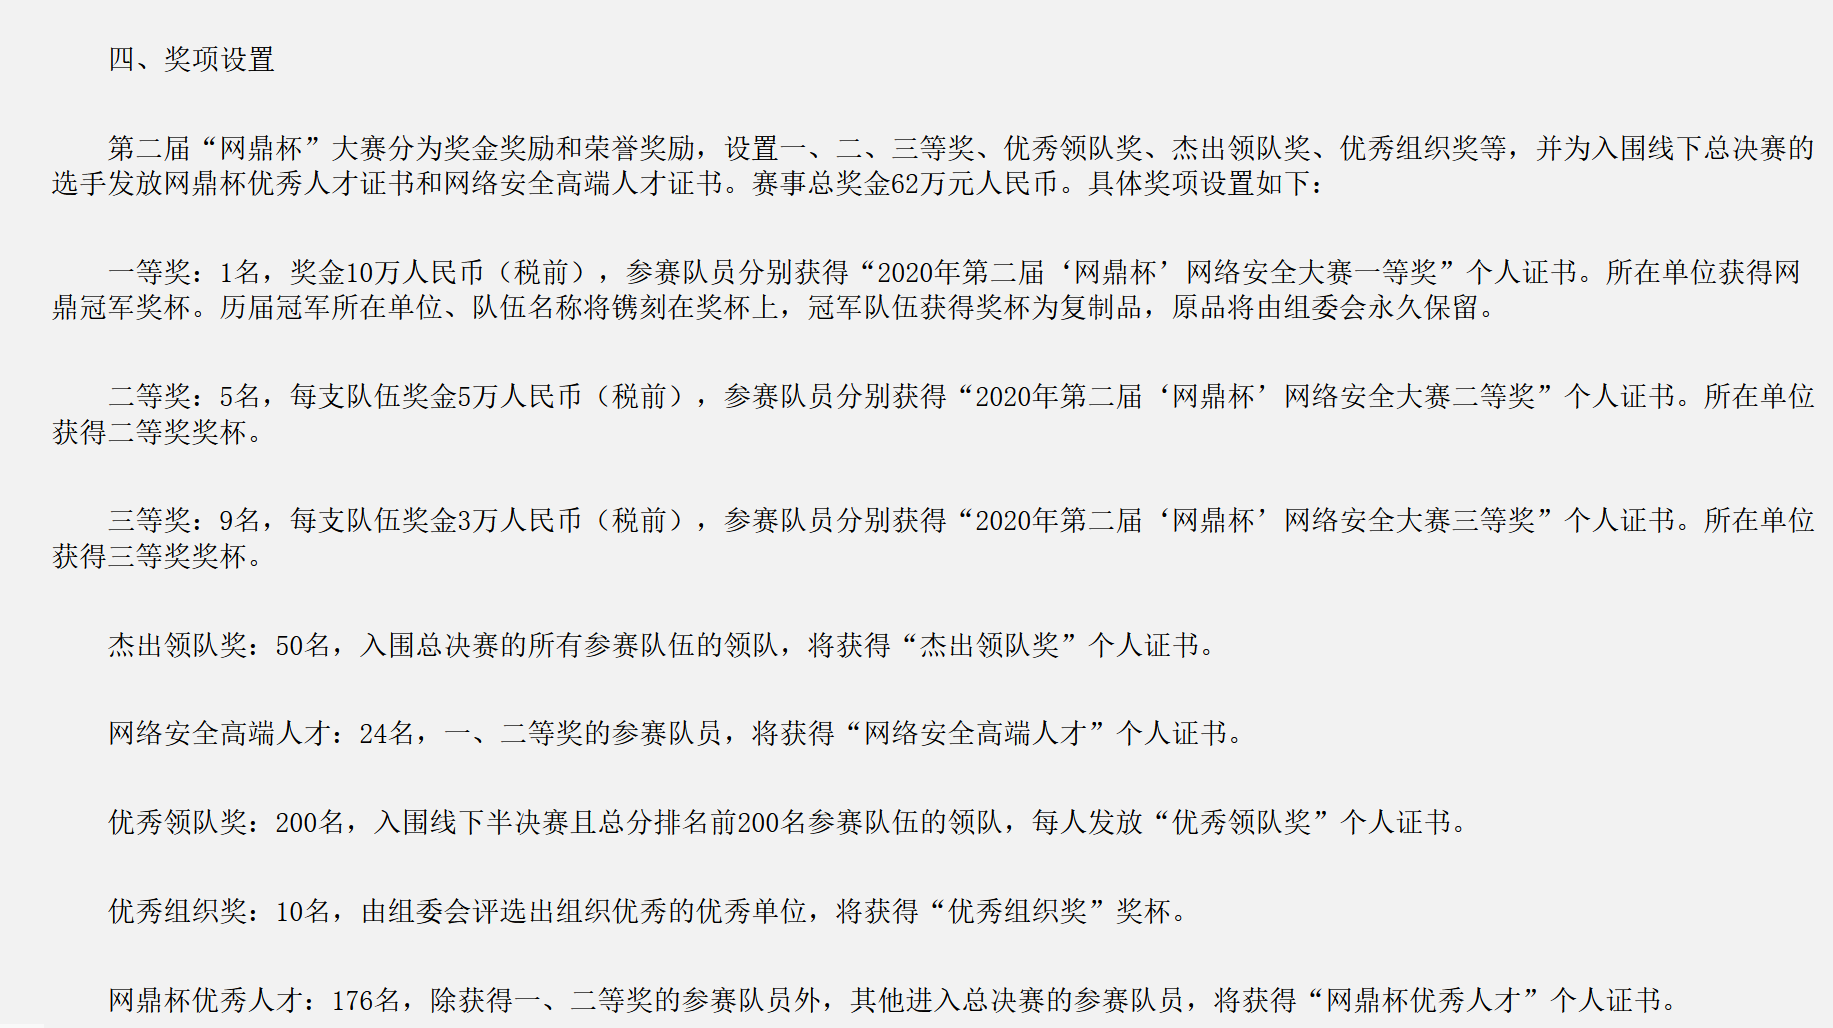 四、奖项设置
第二届“网鼎杯”大赛分为奖金奖励和荣誉奖励，设置一、二、三等奖、优秀领队奖、杰出领队奖、优秀组织奖等，并为入围线下总决赛的
选手发放网鼎杯优秀人才证书和网络安全高端人才证书。赛事总奖金62万元人民币。具体奖项设置如下：
一等奖：1名，奖金10万人民币（税前），参赛队员分别获得“2020年第二届‘网鼎杯’网络安全大赛一等奖”个人证书。所在单位获得网
鼎冠军奖杯。历届冠军所在单位、队伍名称将镌刻在奖杯上，冠军队伍获得奖杯为复制品，原品将由组委会永久保留。
二等奖：5名，每支队伍奖金5万人民币（税前），参赛队员分别获得“2020年第二届‘网鼎杯’网络安全大赛二等奖”个人证书。所在单位
获得二等奖奖杯。
三等奖：9名，每支队伍奖金3万人民币（税前），参赛队员分别获得“2020年第二届‘网鼎杯’网络安全大赛三等奖”个人证书。所在单位
获得三等奖奖杯。
杰出领队奖：50名，入围总决赛的所有参赛队伍的领队，将获得“杰出领队奖”个人证书。
网络安全高端人才：24名，一、二等奖的参赛队员，将获得“网络安全高端人才”个人证书。
优秀领队奖：200名，入围线下半决赛且总分排名前200名参赛队伍的领队，每人发放“优秀领队奖”个人证书。
优秀组织奖：10名，由组委会评选出组织优秀的优秀单位，将获得“优秀组织奖”奖杯。
网鼎杯优秀人才：176名，除获得一、二等奖的参赛队员外，其他进入总决赛的参赛队员，将获得“网鼎杯优秀人才”个人证书。